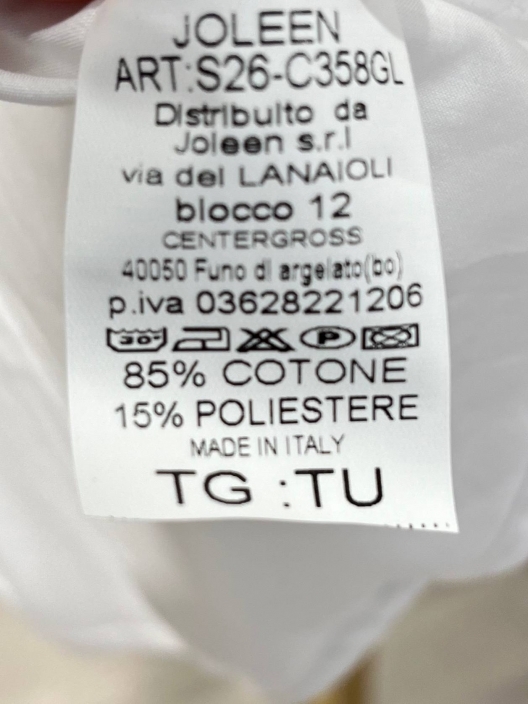 JOLEEN
ART:S26-C358GL
Distribuito da
Joleen s.r.l
via del LANAIOLI
blocco 12
CENTERGROSS
40050 Funo di argelato(bo)
p.iva 03628221206
30°
P
85% COTONE
15% POLIESTERE
MADE IN ITALY
TG :TU